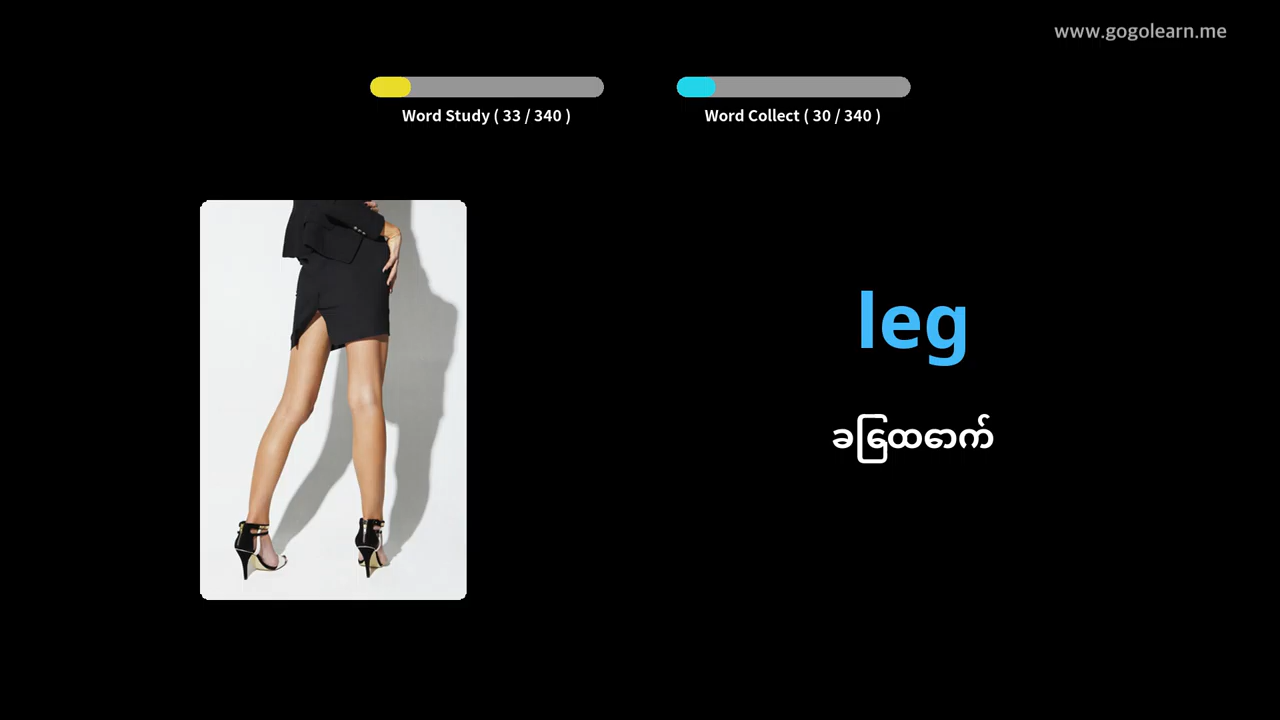 www.gogolearn.me
Word Study ( 33 / 340 )
Word Collect ( 30 / 340 )
leg
ခြေထောက်